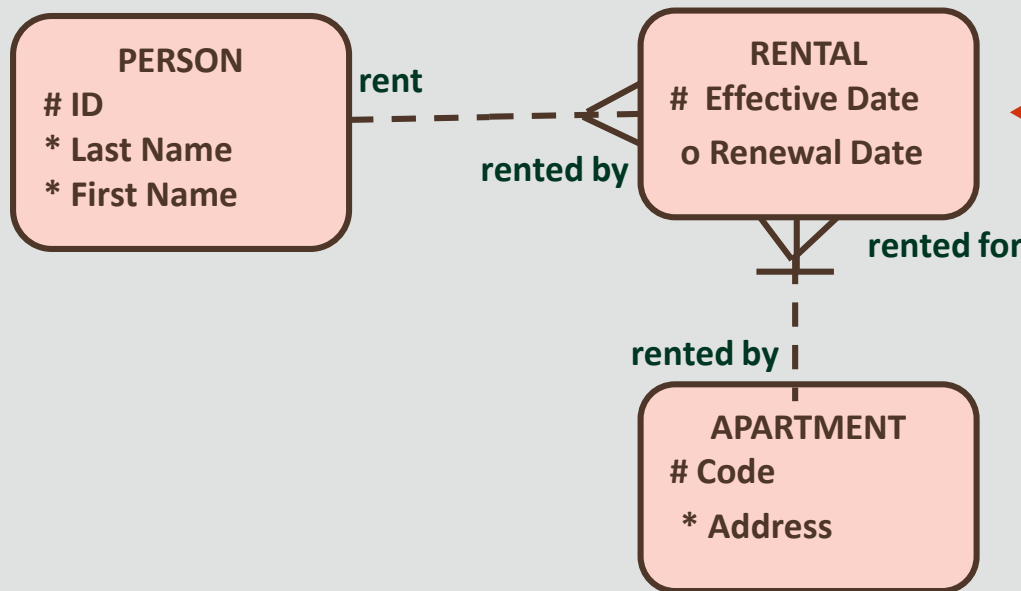 PERSON
# ID
* Last Name
* First Name
rent
rented by
RENTAL
# Effective Date
o Renewal Date
rented for
rented by
APARTMENT
# Code
* Address